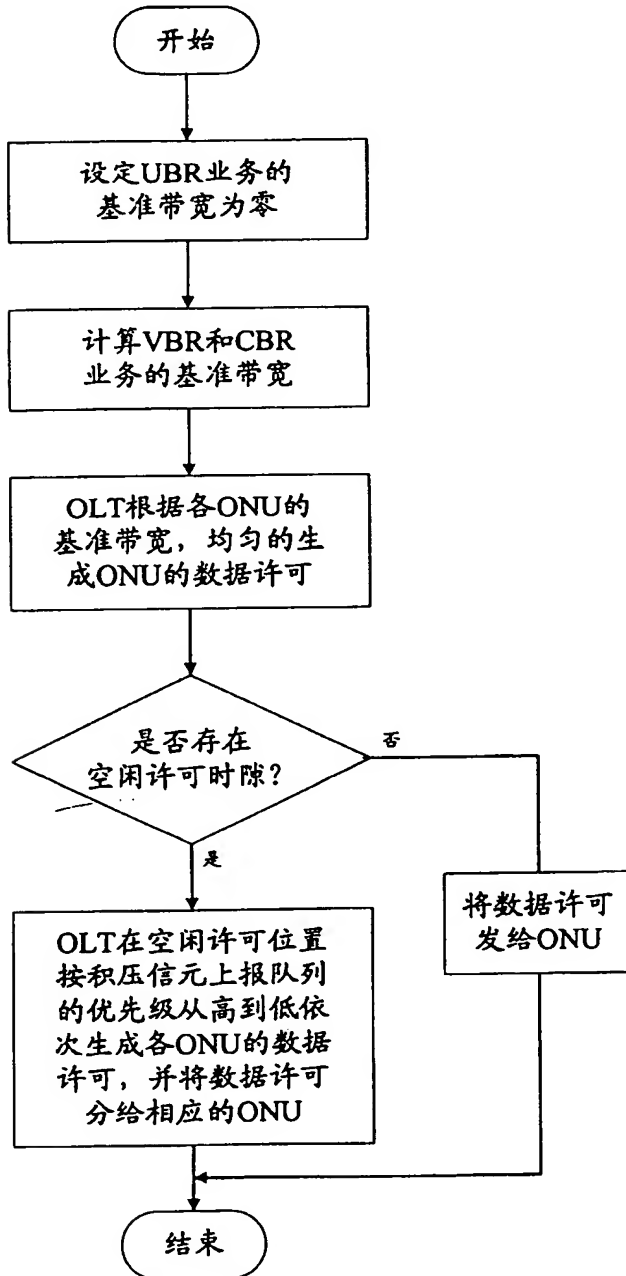 开始
设定UBR业务的
基准带宽为零
计算VBR和CBR
业务的基准带宽
OLT根据各ONU的
基准带宽，均匀的生
成ONU的数据许可
是否存在
空闲许可时隙？
否
是
将数据许可
发给ONU
OLT在空闲许可位置
按积压信元上报队列
的优先级从高到低依
次生成各ONU的数据
许可，并将数据许可
分给相应的ONU
结束